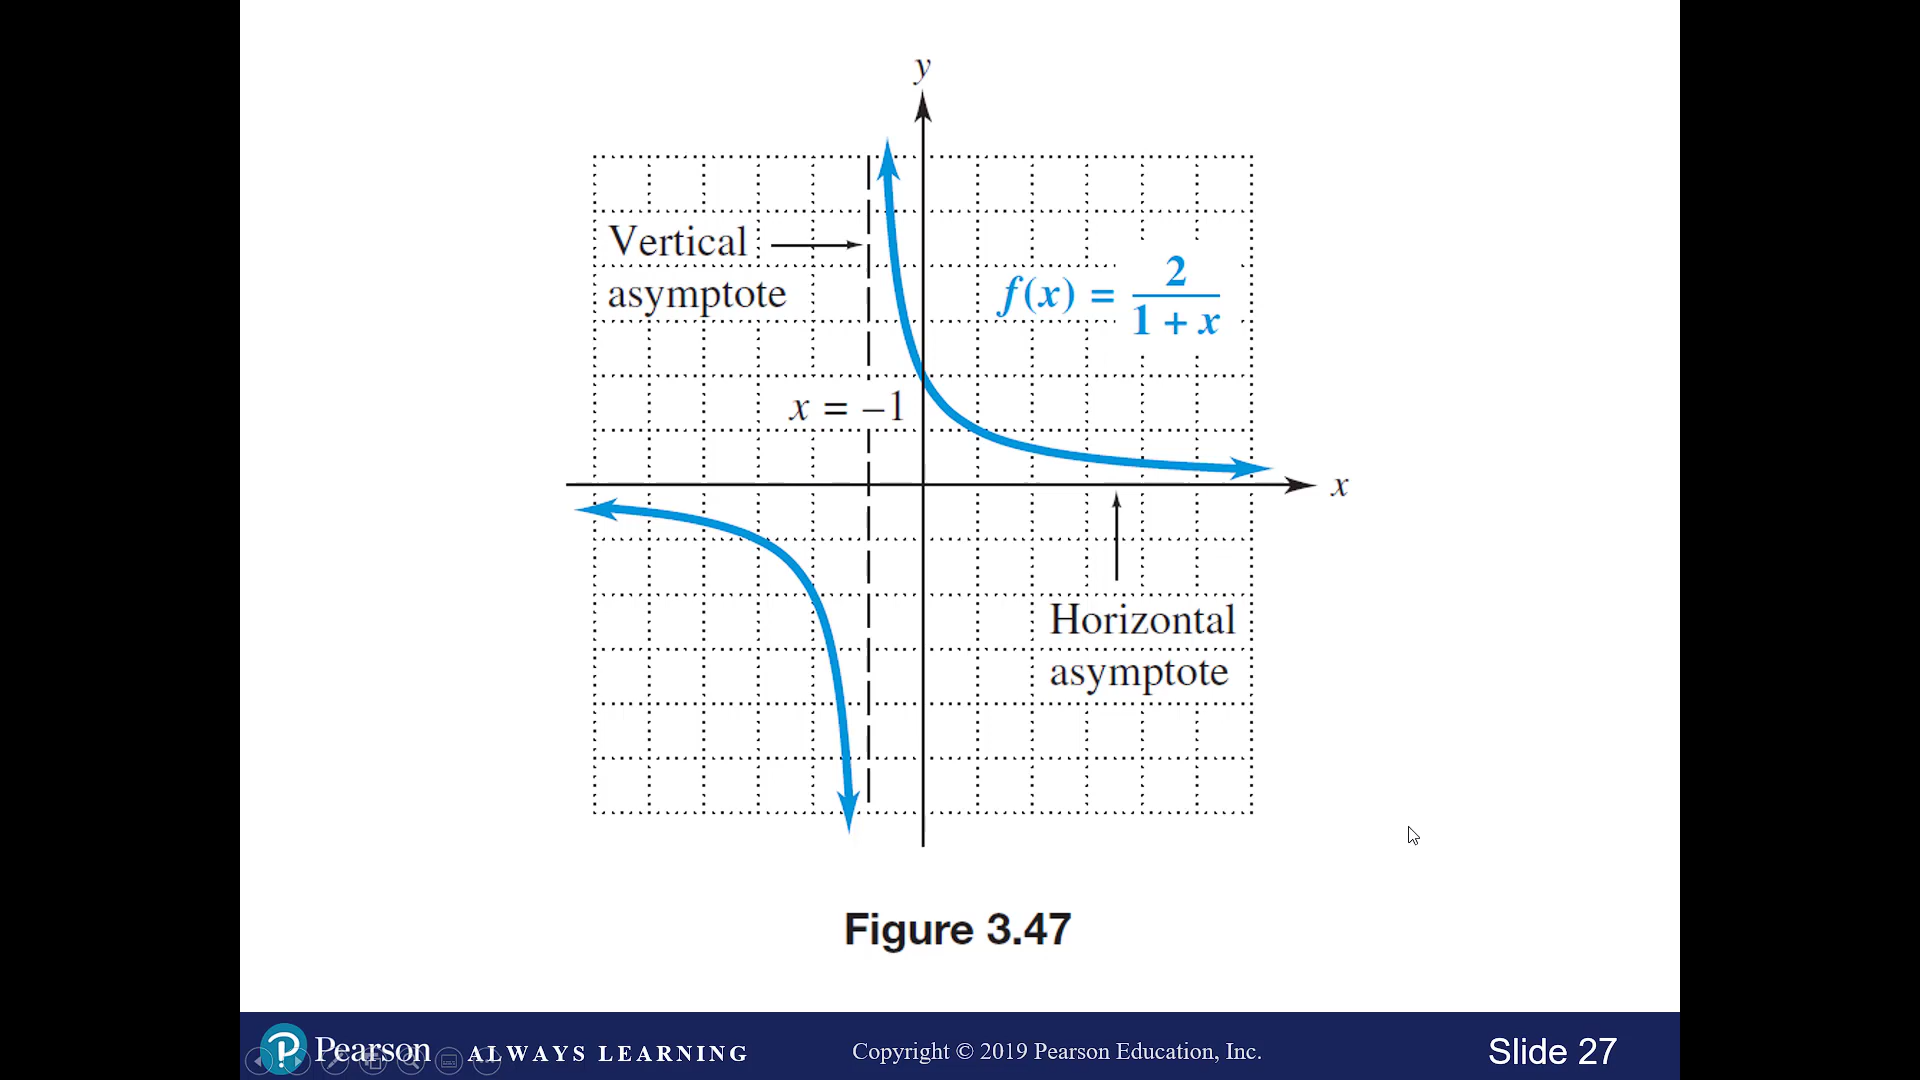 y
Vertical
asymptote
f(x) = 2
1 + x
x = –1
x
Horizontal
asymptote
Figure 3.47
Pearson ALWAYS LEARNING Copyright © 2019 Pearson Education, Inc. Slide 27